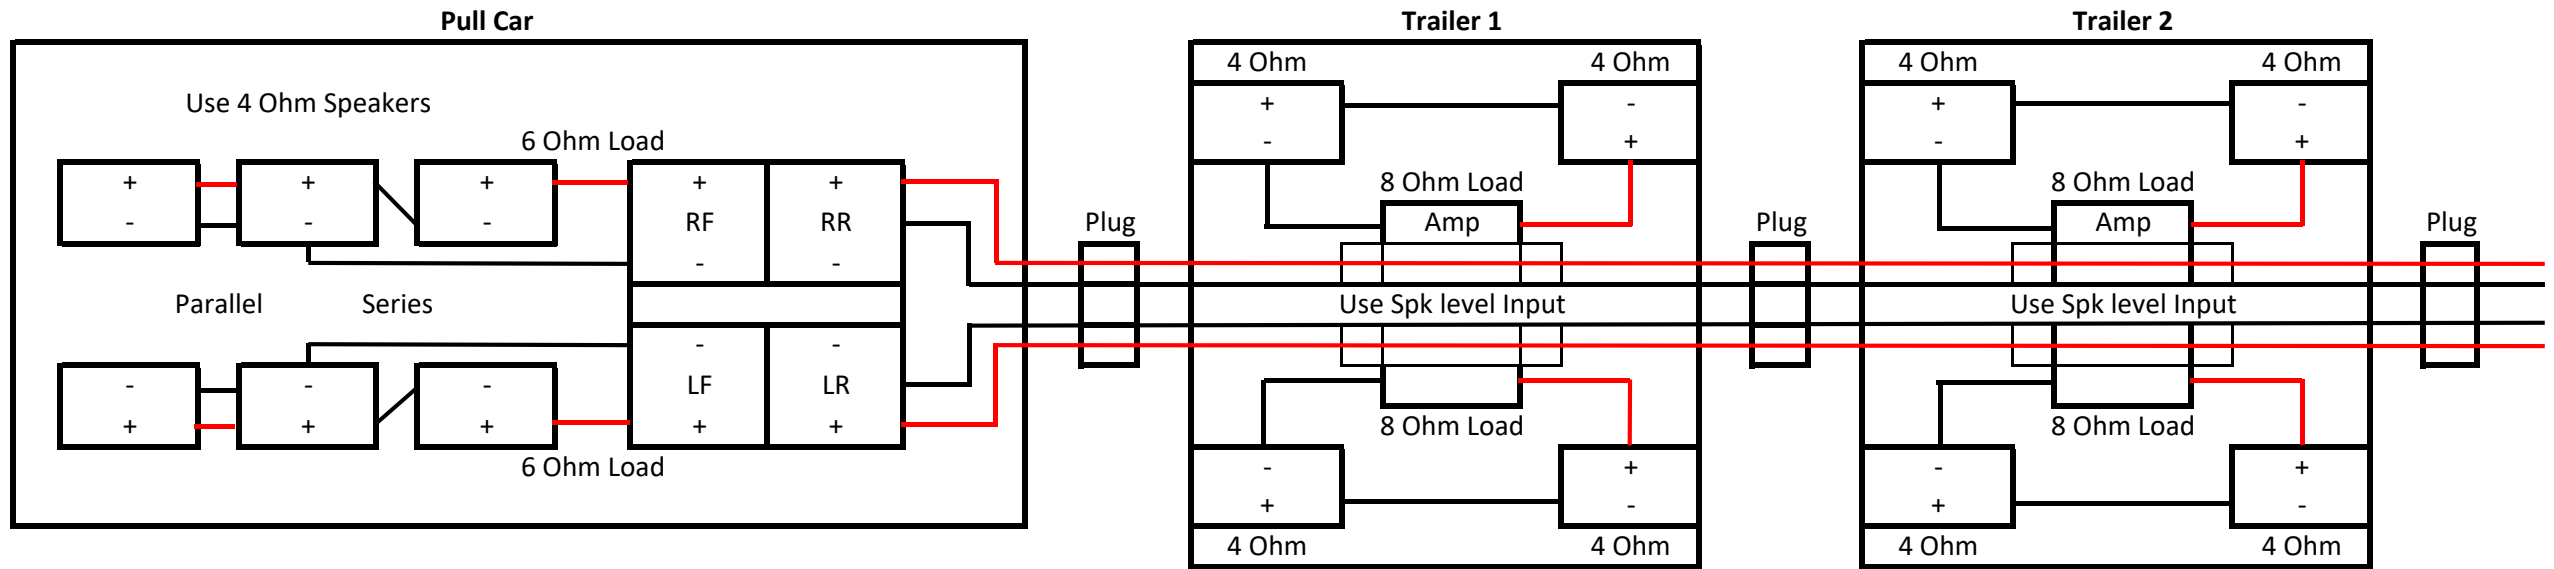 Pull Car
Trailer 1
Trailer 2
4 Ohm 4 Ohm
4 Ohm 4 Ohm
Use 4 Ohm Speakers
+ -
+ -
6 Ohm Load
- +
- +
+ + + + +
8 Ohm Load
8 Ohm Load
- - - RF RR
Plug
Amp
Plug
Amp
Plug
- -
Parallel Series
Use Spk level Input
Use Spk level Input
- -
- - - LF LR
+ + + + +
8 Ohm Load
8 Ohm Load
6 Ohm Load
- +
- +
+ -
+ -
4 Ohm 4 Ohm
4 Ohm 4 Ohm